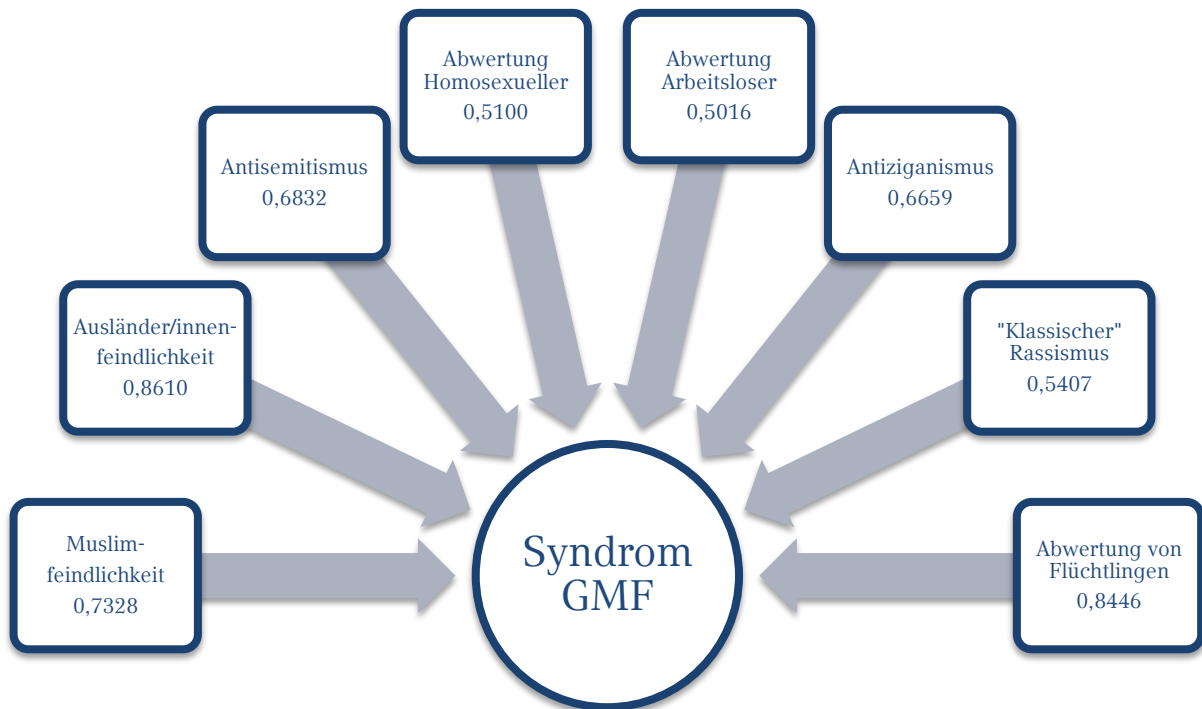 Abwertung
Homosexueller
0,5100
Abwertung
Arbeitsloser
0,5016
Antisemitismus
0,6832
Antiziganismus
0,6659
Ausländer/innen-
feindlichkeit
0,8610
"Klassischer"
Rassismus
0,5407
Muslim-
feindlichkeit
0,7328
Syndrom
GMF
Abwertung von
Flüchtlingen
0,8446